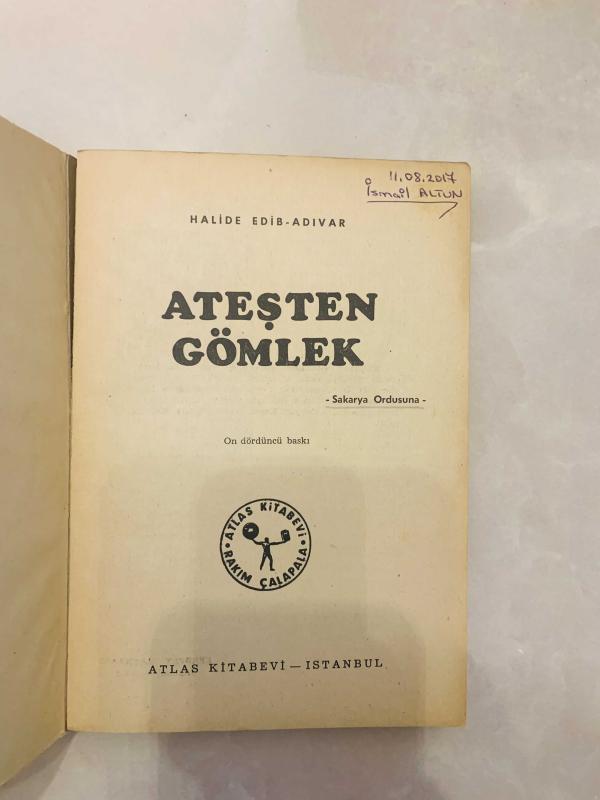 11.08.2017
İsmail ALTUN
HALİDE EDİB-ADIVAR
ATEŞTEN
GÖMLEK
- Sakarya Ordusuna -
On dördüncü baskı
ATLAS KİTABEVİ
• RAKIM ÇALAPALA •
ATLAS KİTABEVİ — ISTANBUL